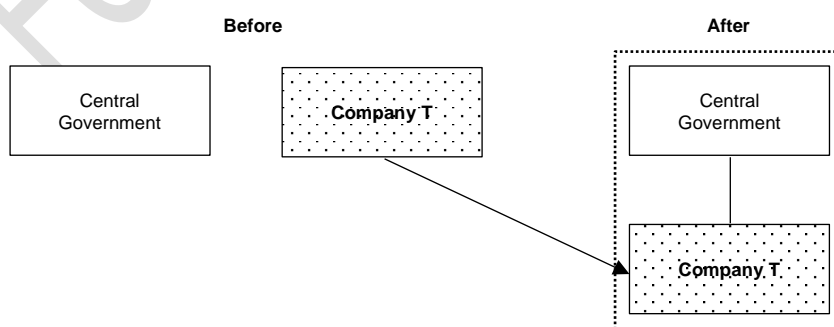 Before
After
Central
Government
Company T
Central
Government
Company T